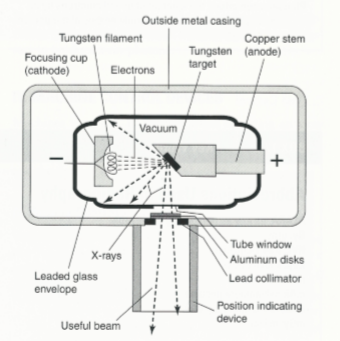 Outside metal casing
Tungsten filament
Copper stem
(anode)
Focusing cup
(cathode)
Electrons
Tungsten
target
Vacuum
−
+
X-rays
Tube window
Aluminum disks
Lead collimator
Leaded glass
envelope
Position indicating
device
Useful beam